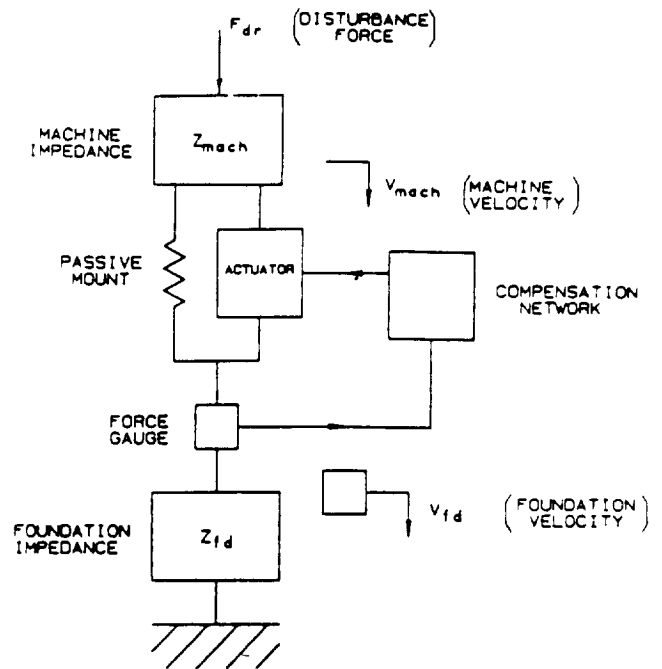 F_dr (DISTURBANCE
FORCE)
MACHINE
IMPEDANCE
Z_mach
V_mach (MACHINE
VELOCITY)
PASSIVE
MOUNT
ACTUATOR
COMPENSATION
NETWORK
FORCE
GAUGE
FOUNDATION
IMPEDANCE
Z_fd
V_fd (FOUNDATION
VELOCITY)